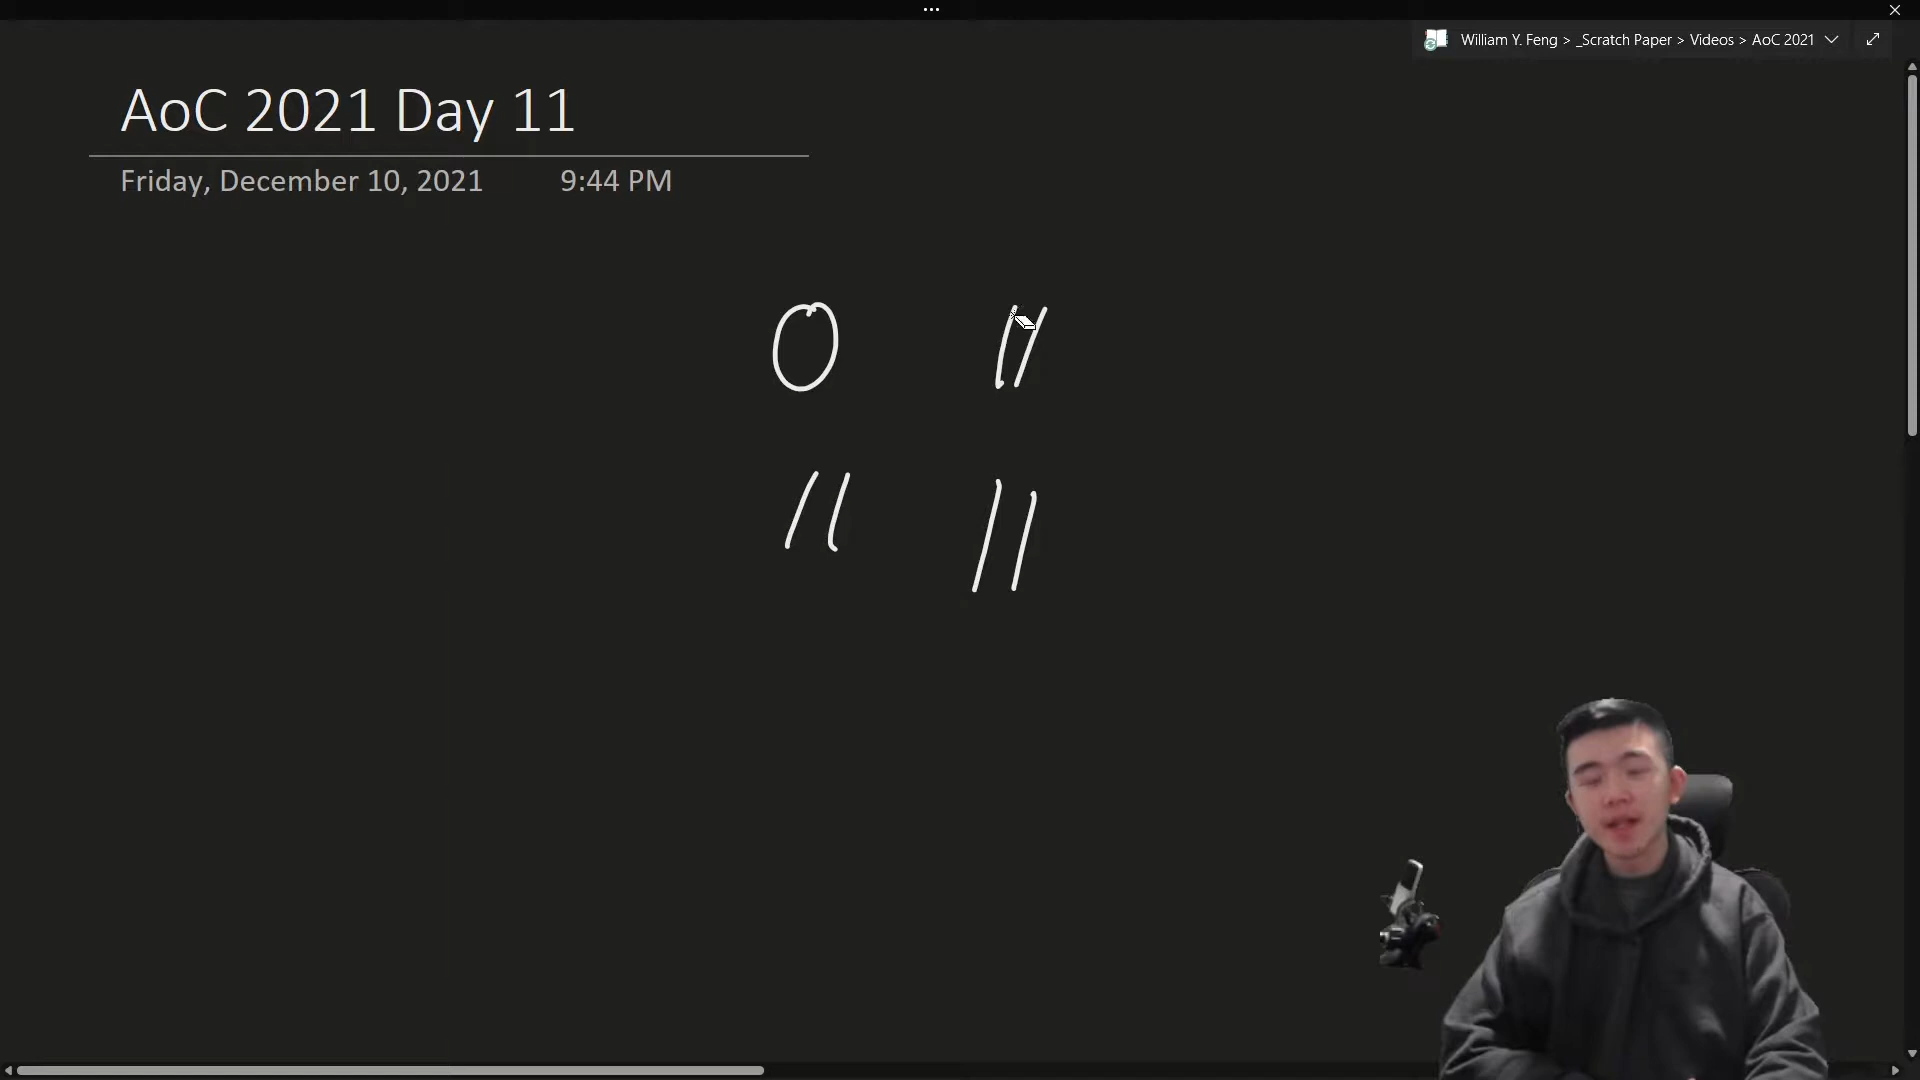 William Y. Feng > _Scratch Paper > Videos > AoC 2021
AoC 2021 Day 11
Friday, December 10, 2021 9:44 PM
0 11
11 11